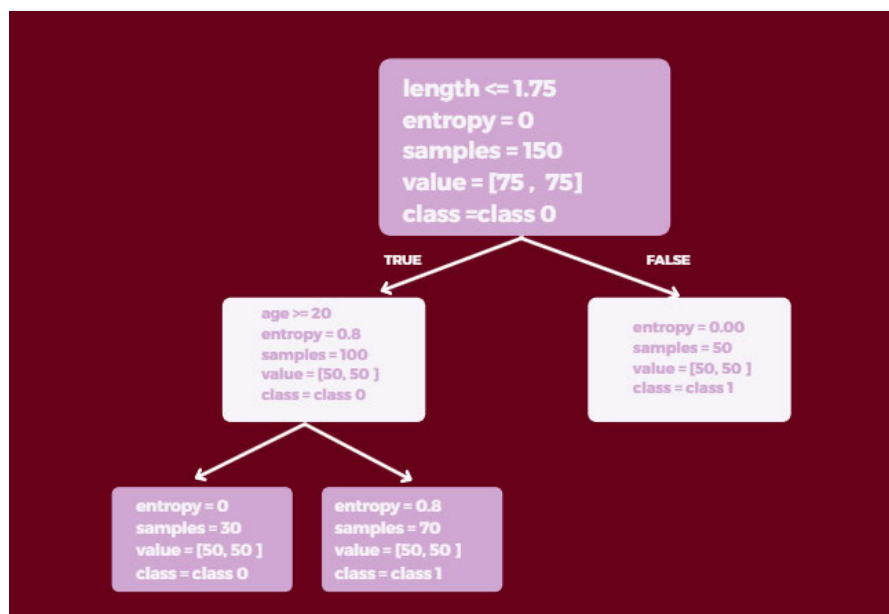 length <= 1.75
entropy = 0
samples = 150
value = [75 ,  75]
class =class 0
TRUE
FALSE
age >= 20
entropy = 0.8
samples = 100
value = [50, 50 ]
class = class 0
entropy = 0.00
samples = 50
value = [50, 50 ]
class = class 1
entropy = 0
samples = 30
value = [50, 50 ]
class = class 0
entropy = 0.8
samples = 70
value = [50, 50 ]
class = class 1